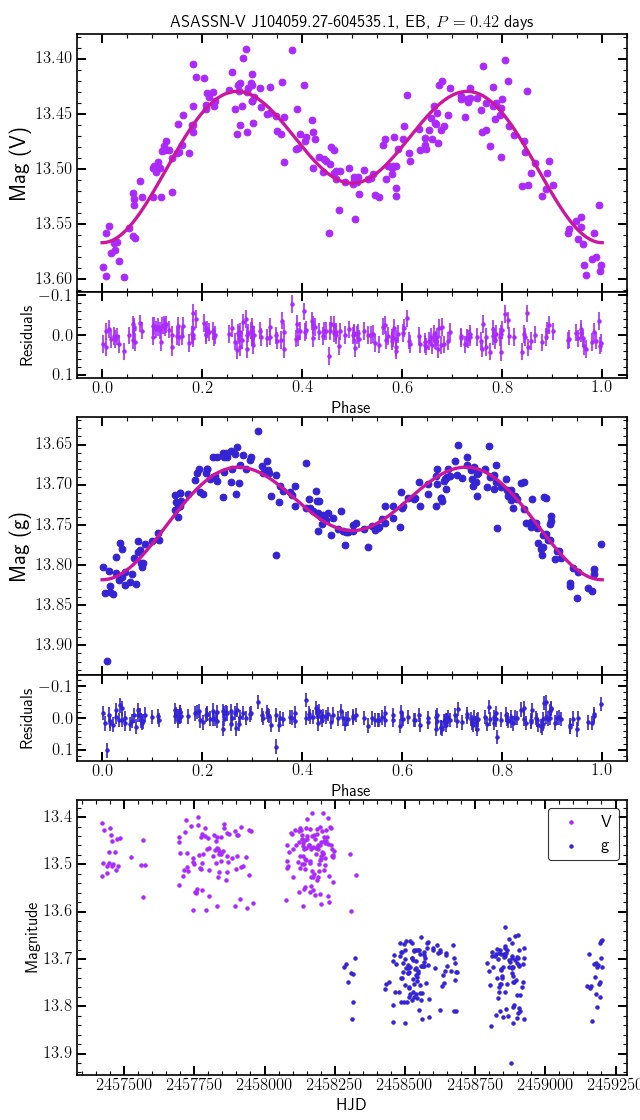 ASASSN-V J104059.27-604535.1, EB, P = 0.42 days
13.40
13.45
13.50
13.55
13.60
Mag (V)
−0.1
0.0
0.1
Residuals
0.0 0.2 0.4 0.6 0.8 1.0
Phase
13.65
13.70
13.75
13.80
13.85
13.90
Mag (g)
−0.1
0.0
0.1
Residuals
0.0 0.2 0.4 0.6 0.8 1.0
Phase
V
g
13.4
13.5
13.6
13.7
13.8
13.9
Magnitude
2457500 2457750 2458000 2458250 2458500 2458750 2459000 2459250
HJD